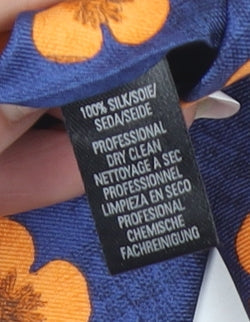 100% SILK/SOIE/
SEDA/SEIDE
PROFESSIONAL
DRY CLEAN
NETTOYAGE A SEC
PROFESSIONNEL
LIMPIEZA EN SECO
PROFESIONAL
CHEMISCHE
FACHREINIGUNG